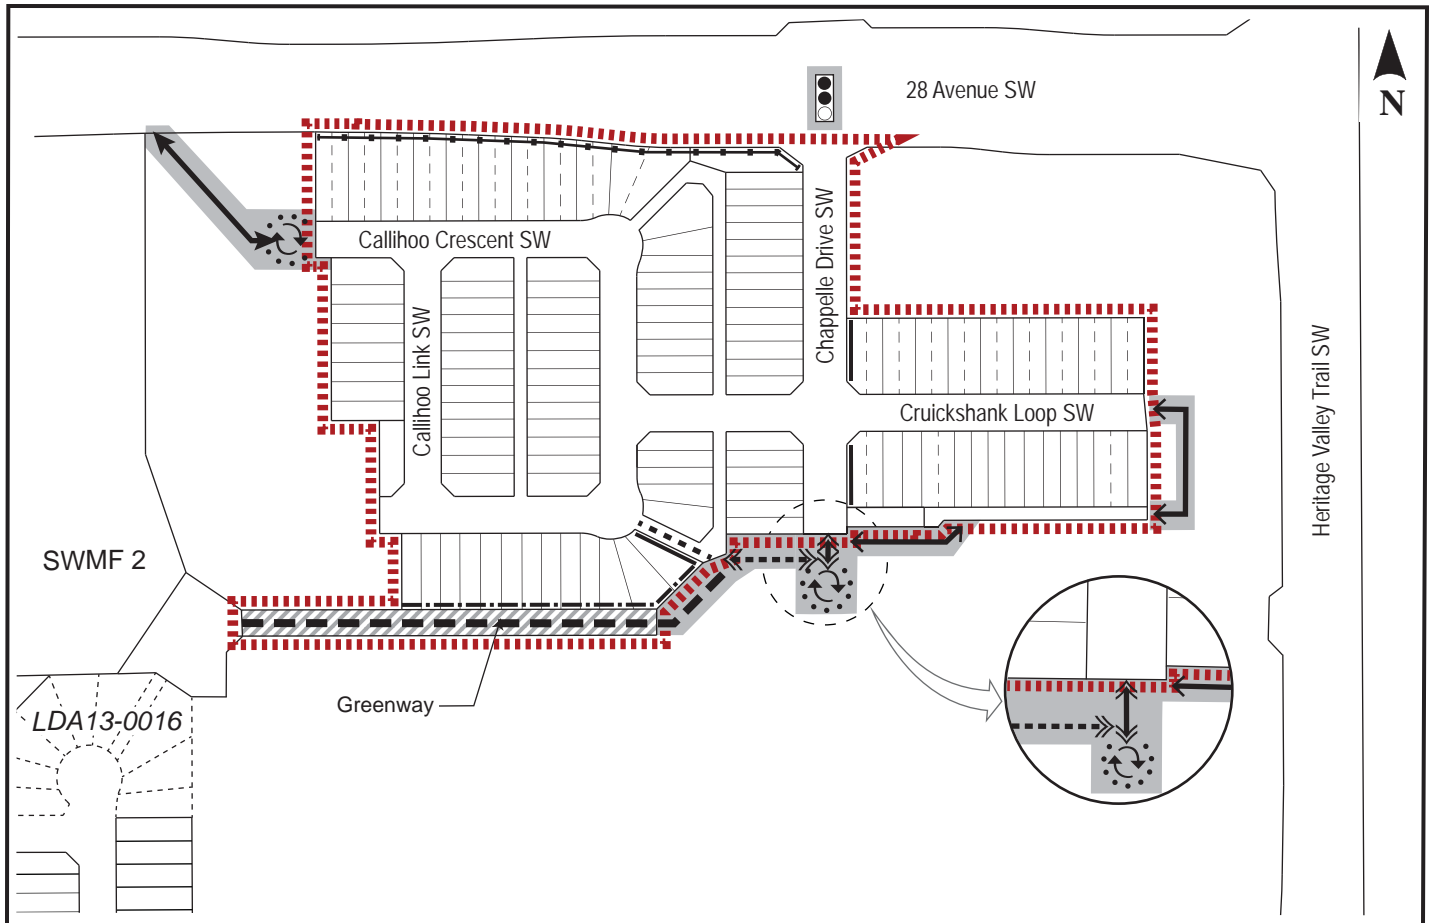 28 Avenue SW
N
Callihoo Crescent SW
Chappelle Drive SW
Callihoo Link SW
Cruickshank Loop SW
Heritage Valley Trail SW
SWMF 2
Greenway
LDA13-0016